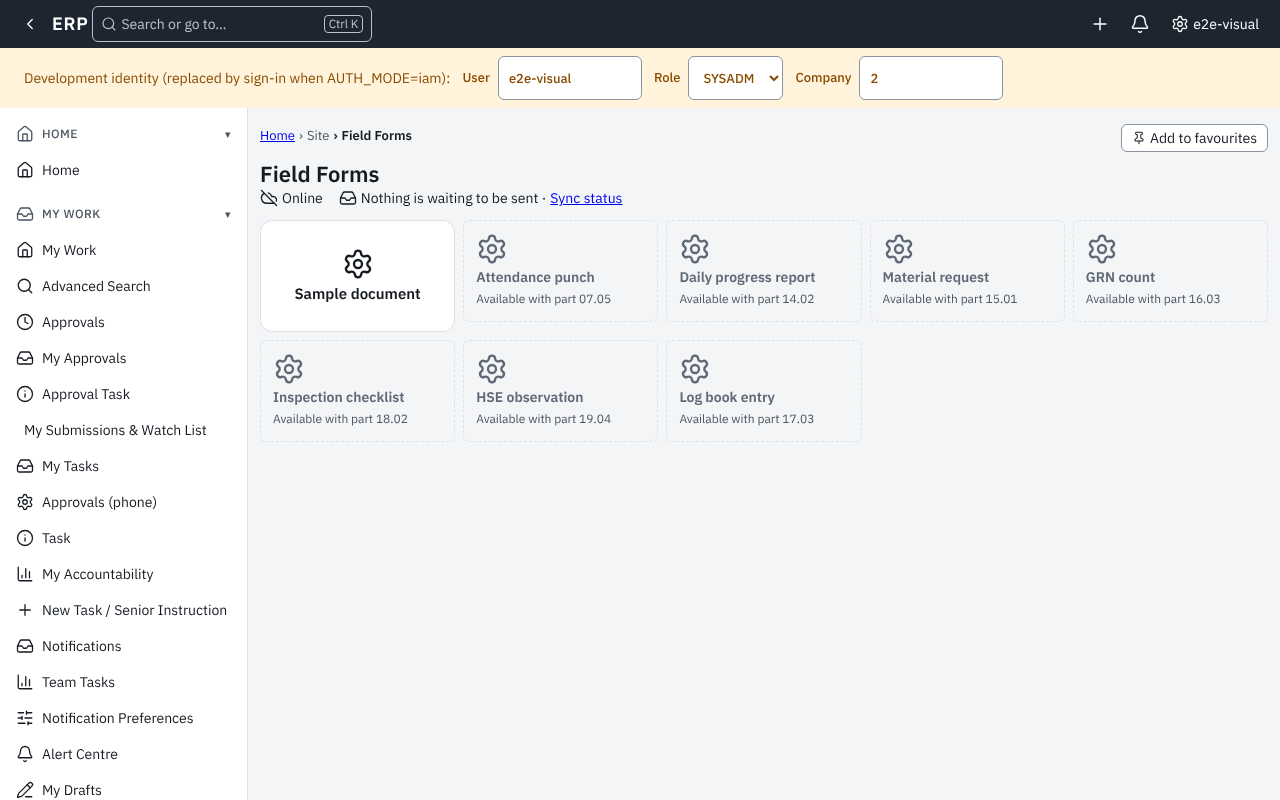 ERP Search or go to... Ctrl K e2e-visual
Development identity (replaced by sign-in when AUTH_MODE=iam): User e2e-visual Role SYSADM Company 2
HOME
Home
MY WORK
My Work
Advanced Search
Approvals
My Approvals
Approval Task
My Submissions & Watch List
My Tasks
Approvals (phone)
Task
My Accountability
New Task / Senior Instruction
Notifications
Team Tasks
Notification Preferences
Alert Centre
My Drafts
Home › Site › Field Forms
Add to favourites
Field Forms
Online Nothing is waiting to be sent · Sync status
Sample document
Attendance punch
Available with part 07.05
Daily progress report
Available with part 14.02
Material request
Available with part 15.01
GRN count
Available with part 16.03
Inspection checklist
Available with part 18.02
HSE observation
Available with part 19.04
Log book entry
Available with part 17.03